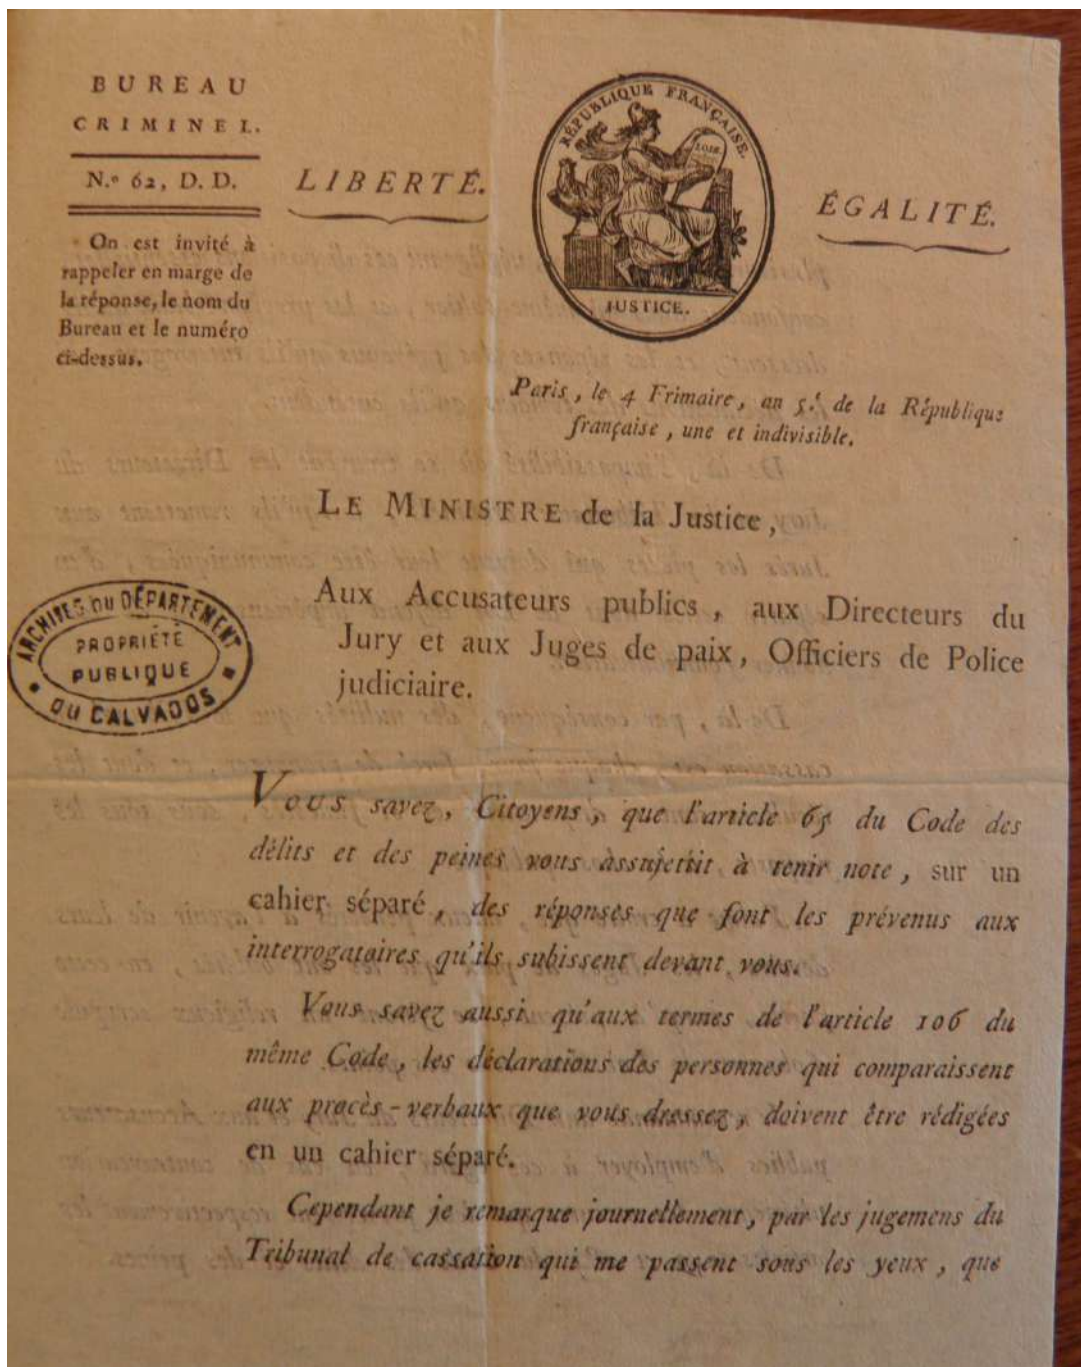 BUREAU
CRIMINEL.
N.º 62, D. D.
On est invité à
rappeler en marge de
la réponse, le nom du
Bureau et le numéro
ci-dessus.
LIBERTÉ.
RÉPUBLIQUE FRANÇAISE.
LOIS.
JUSTICE.
ÉGALITÉ.
Paris, le 4 Frimaire, an 5.ᵉ de la République
française, une et indivisible.
LE MINISTRE de la Justice,
Aux Accusateurs publics, aux Directeurs du
Jury et aux Juges de paix, Officiers de Police
judiciaire.
ARCHIVES DU DÉPARTEMENT
PROPRIÉTÉ
PUBLIQUE
DU CALVADOS
Vous savez, Citoyens, que l'article 65 du Code des
délits et des peines vous assujettit à tenir note, sur un
cahier séparé, des réponses que font les prévenus aux
interrogatoires qu'ils subissent devant vous.
Vous savez aussi qu'aux termes de l'article 106 du
même Code, les déclarations des personnes qui comparaissent
aux procès-verbaux que vous dressez, doivent être rédigées
en un cahier séparé.
Cependant je remarque journellement, par les jugemens du
Tribunal de cassation qui me passent sous les yeux, que